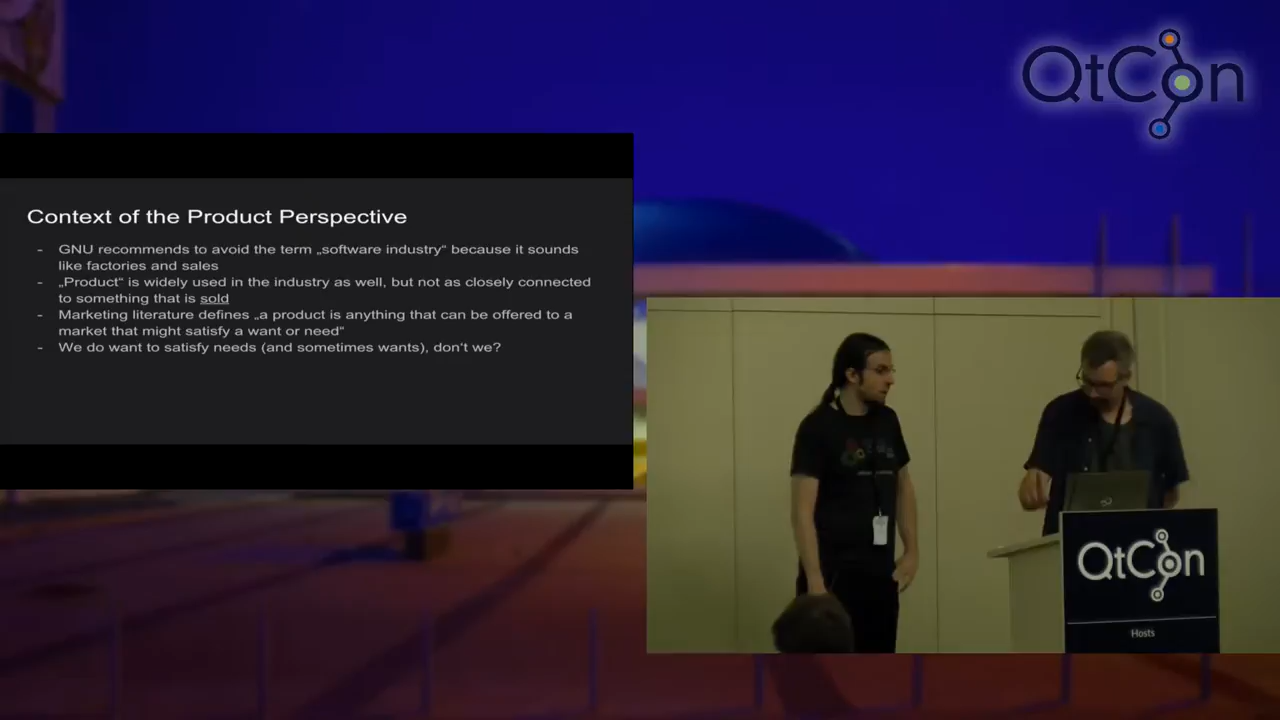 QtCon
Context of the Product Perspective
- GNU recommends to avoid the term „software industry“ because it sounds
like factories and sales
- „Product“ is widely used in the industry as well, but not as closely connected
to something that is sold
- Marketing literature defines „a product is anything that can be offered to a
market that might satisfy a want or need“
- We do want to satisfy needs (and sometimes wants), don't we?
QtCon
Hosts